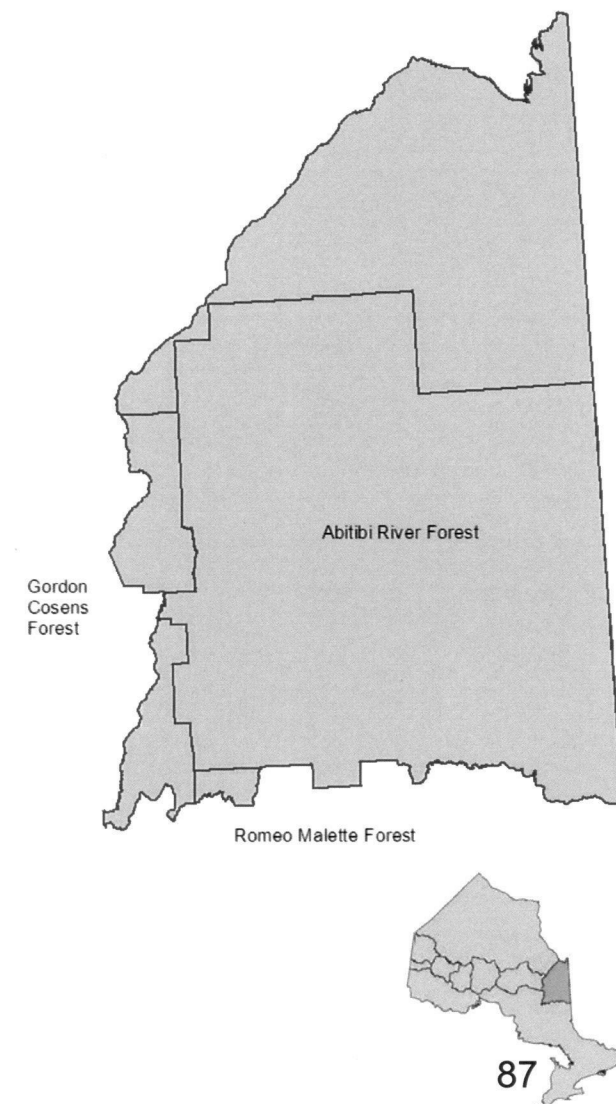 Abitibi River Forest
Gordon
Cosens
Forest
Romeo Malette Forest
87